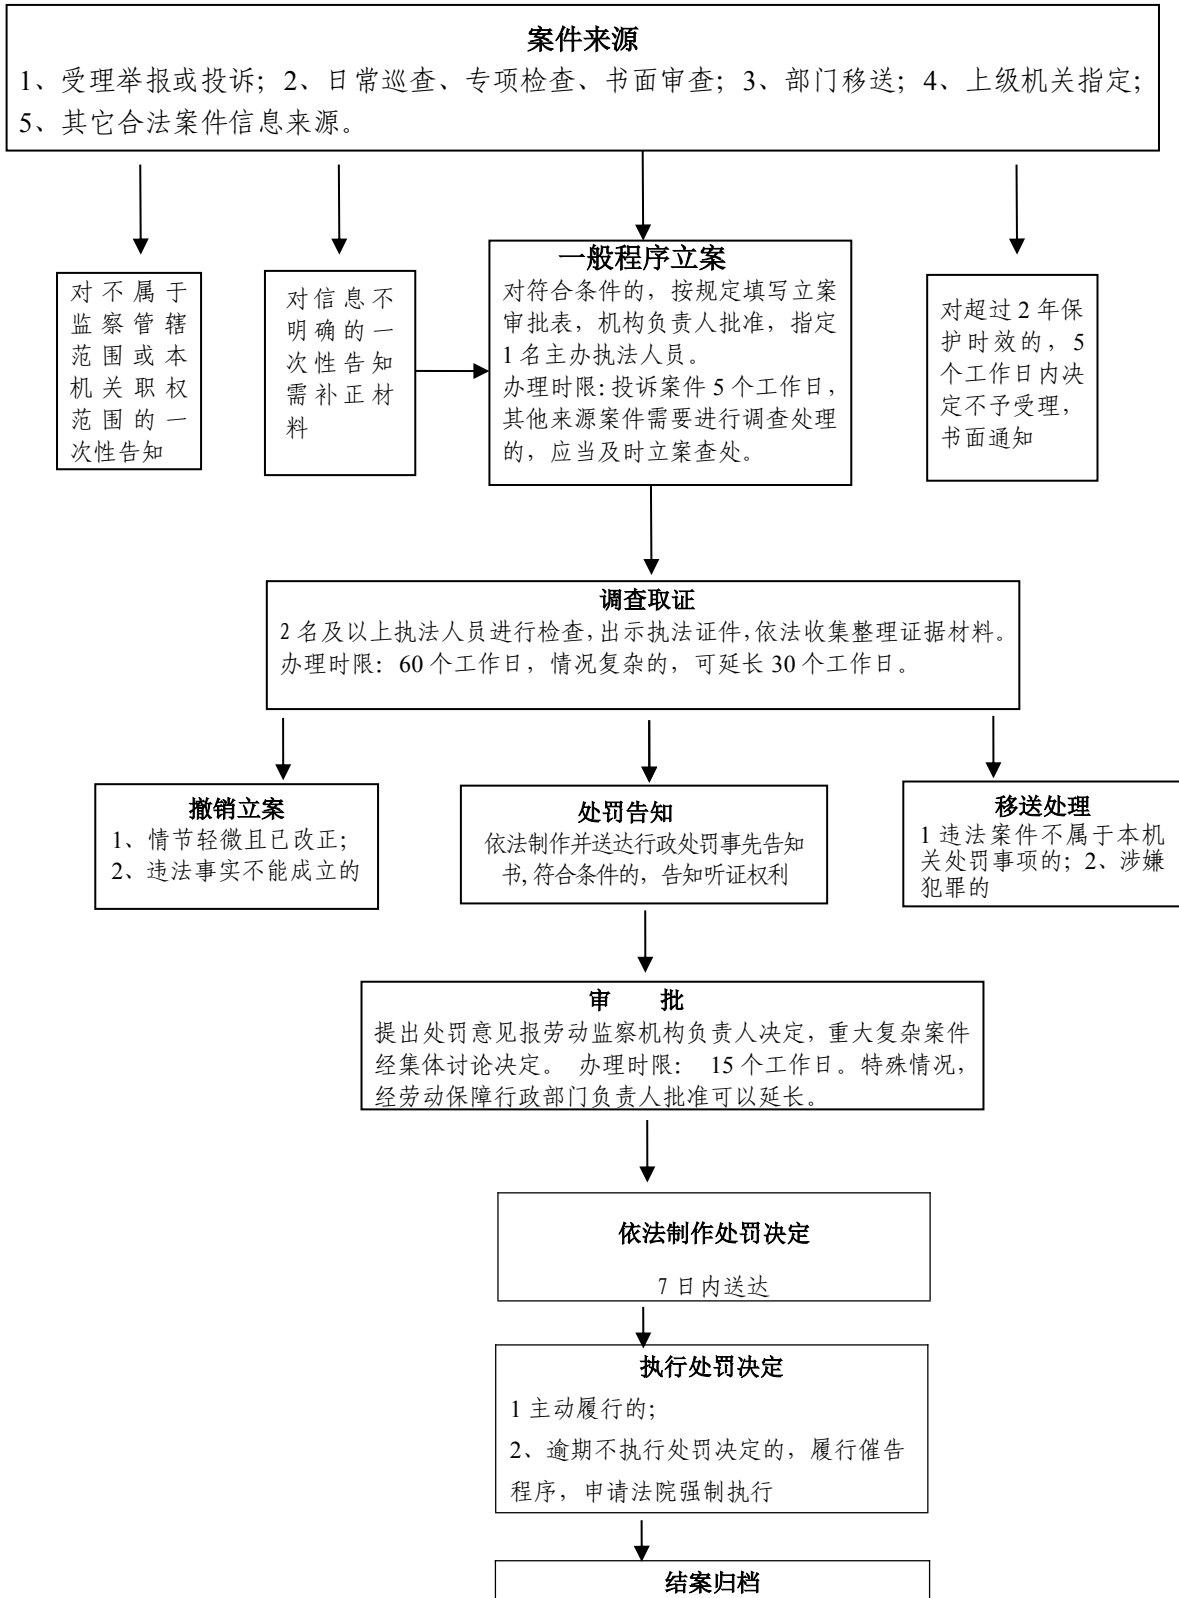 案件来源
1、受理举报或投诉；2、日常巡查、专项检查、书面审查；3、部门移送；4、上级机关指定；
5、其它合法案件信息来源。
对不属于
监察管辖
范围或本
机关职权
范围的一
次性告知
对信息不
明确的一
次性告知
需补正材
料
一般程序立案
对符合条件的，按规定填写立案
审批表，机构负责人批准，指定
1名主办执法人员。
办理时限：投诉案件 5 个工作日，
其他来源案件需要进行调查处理
的，应当及时立案查处。
对超过 2 年保
护时效的，5
个工作日内决
定不予受理，
书面通知
调查取证
2 名及以上执法人员进行检查,出示执法证件,依法收集整理证据材料。
办理时限：60 个工作日，情况复杂的，可延长 30 个工作日。
撤销立案
1、情节轻微且已改正；
2、违法事实不能成立的
处罚告知
依法制作并送达行政处罚事先告知
书,符合条件的，告知听证权利
移送处理
1 违法案件不属于本机
关处罚事项的；2、涉嫌
犯罪的
审 批
提出处罚意见报劳动监察机构负责人决定，重大复杂案件
经集体讨论决定。 办理时限： 15 个工作日。特殊情况，
经劳动保障行政部门负责人批准可以延长。
依法制作处罚决定
7 日内送达
执行处罚决定
1 主动履行的；
2、逾期不执行处罚决定的，履行催告
程序，申请法院强制执行
结案归档